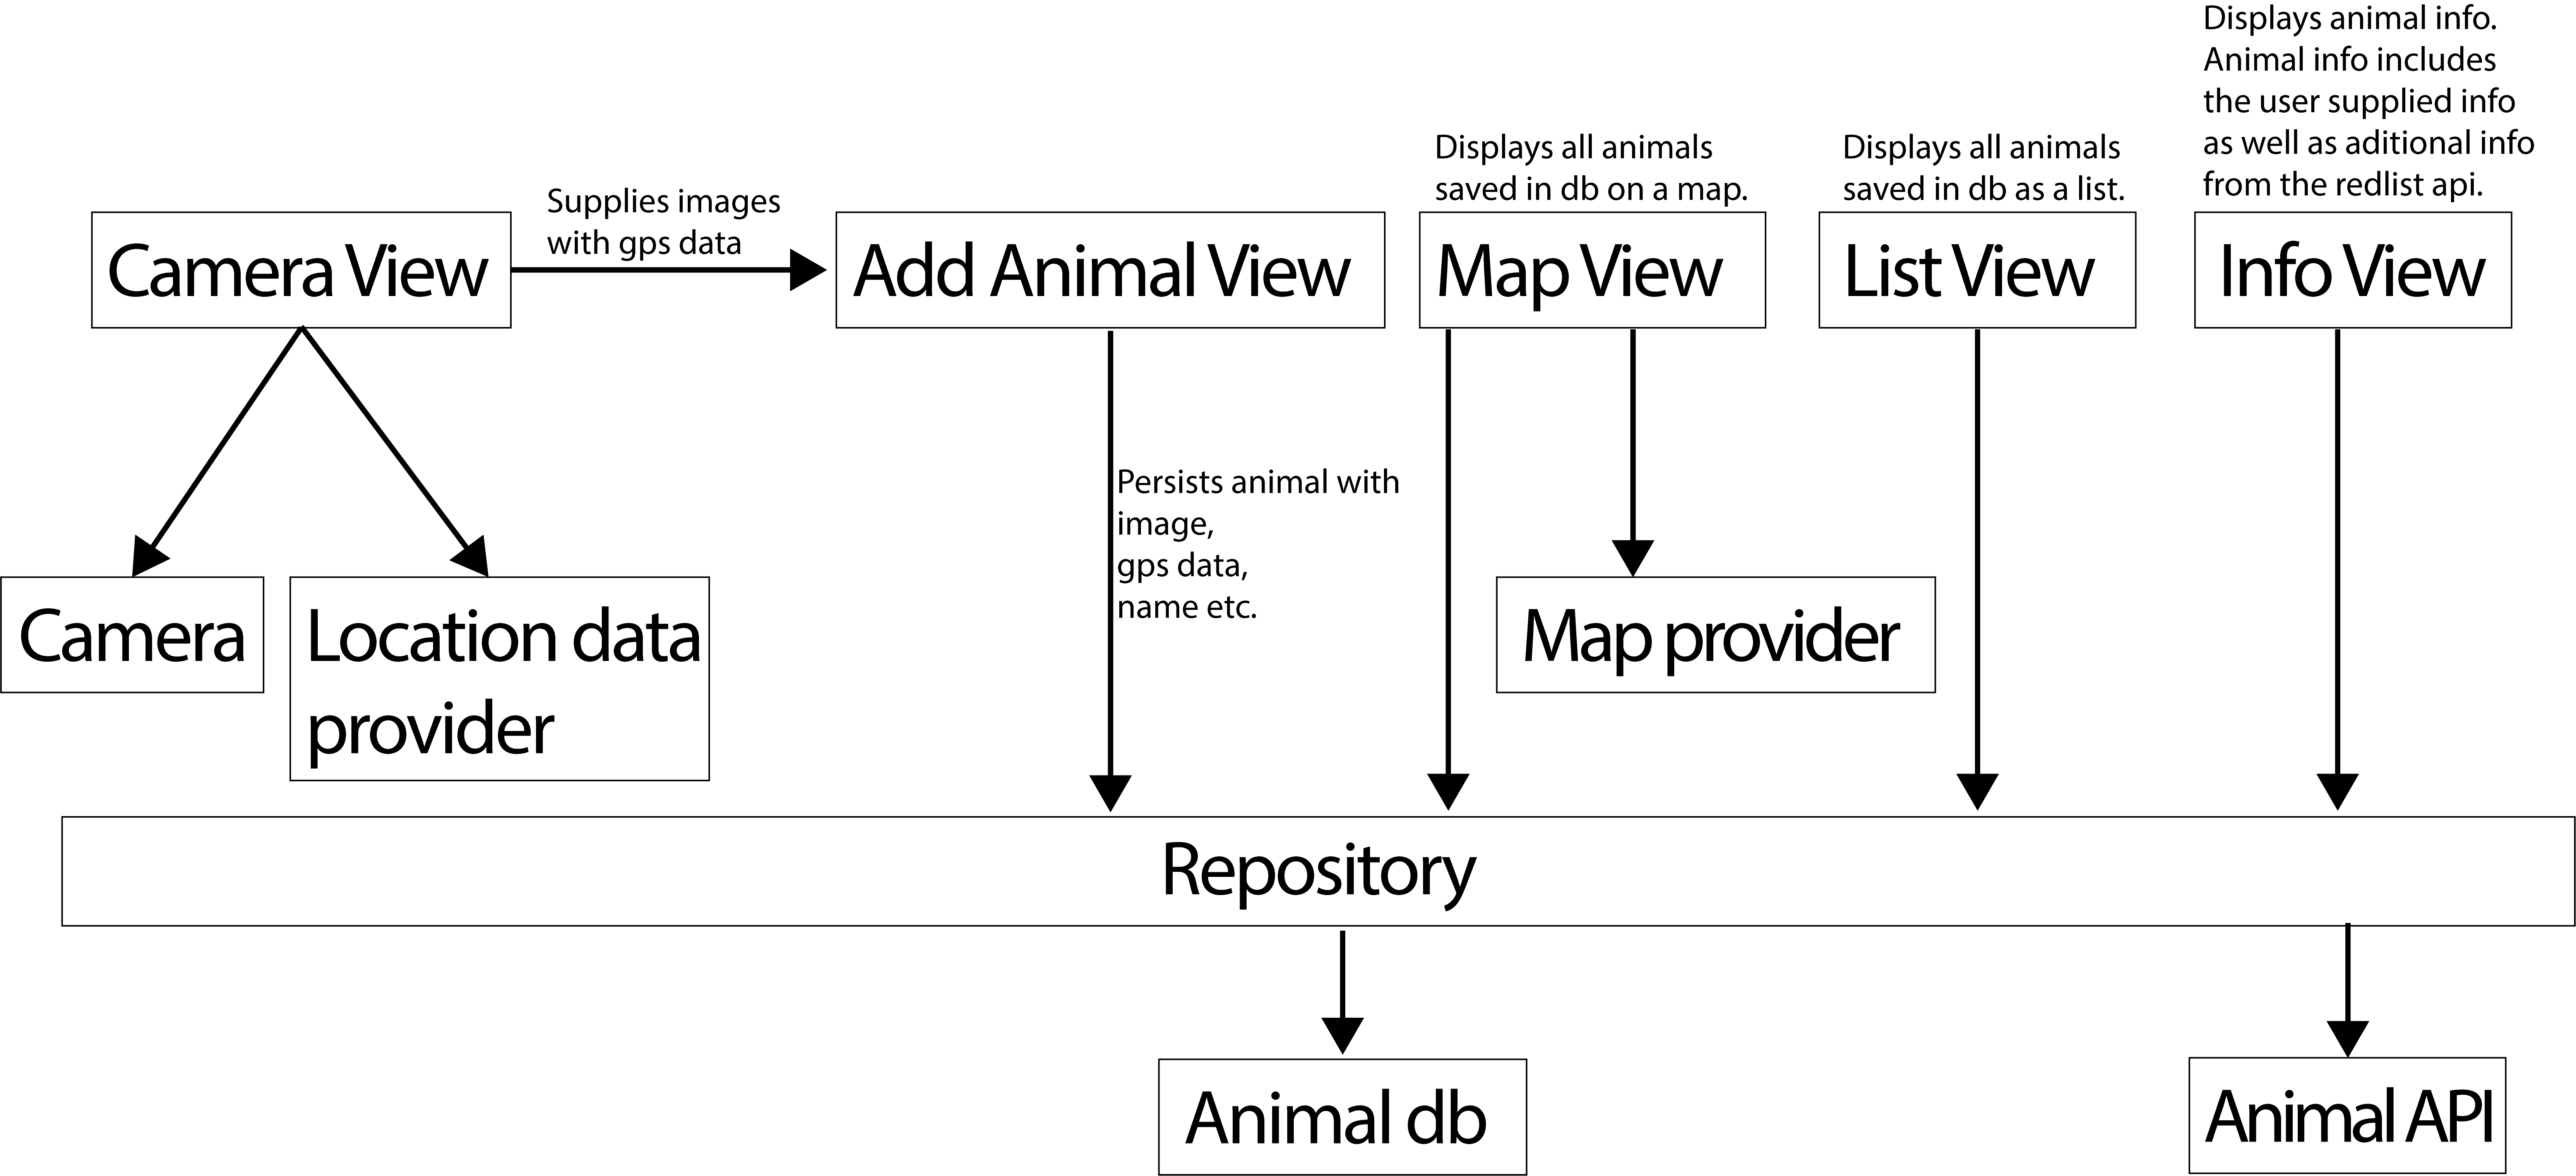 Displays animal info.
Animal info includes
the user supplied info
as well as aditional info
from the redlist api.
Displays all animals
saved in db on a map.
Displays all animals
saved in db as a list.
Supplies images
with gps data
Camera View
Add Animal View
Map View
List View
Info View
Persists animal with
image,
gps data,
name etc.
Camera
Location data
provider
Map provider
Repository
Animal db
Animal API